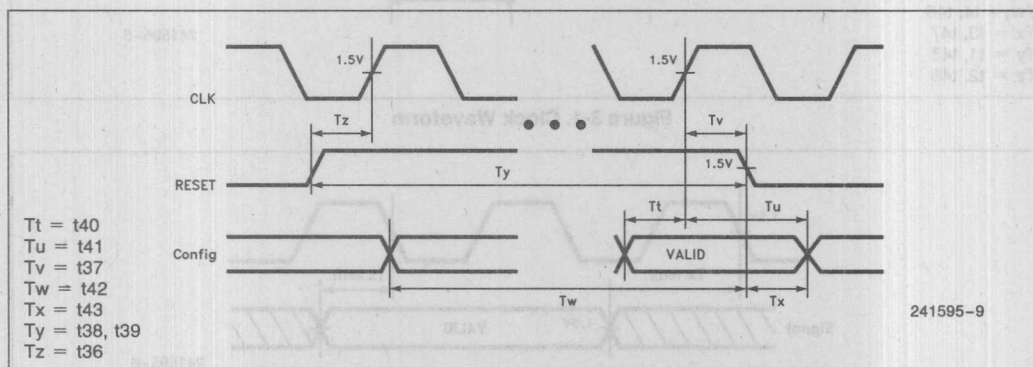 1.5V
1.5V
CLK
Tz
Tv
1.5V
RESET
Ty
Tt
Tu
Config
VALID
Tw
Tx
Tt = t40
Tu = t41
Tv = t37
Tw = t42
Tx = t43
Ty = t38, t39
Tz = t36
241595-9